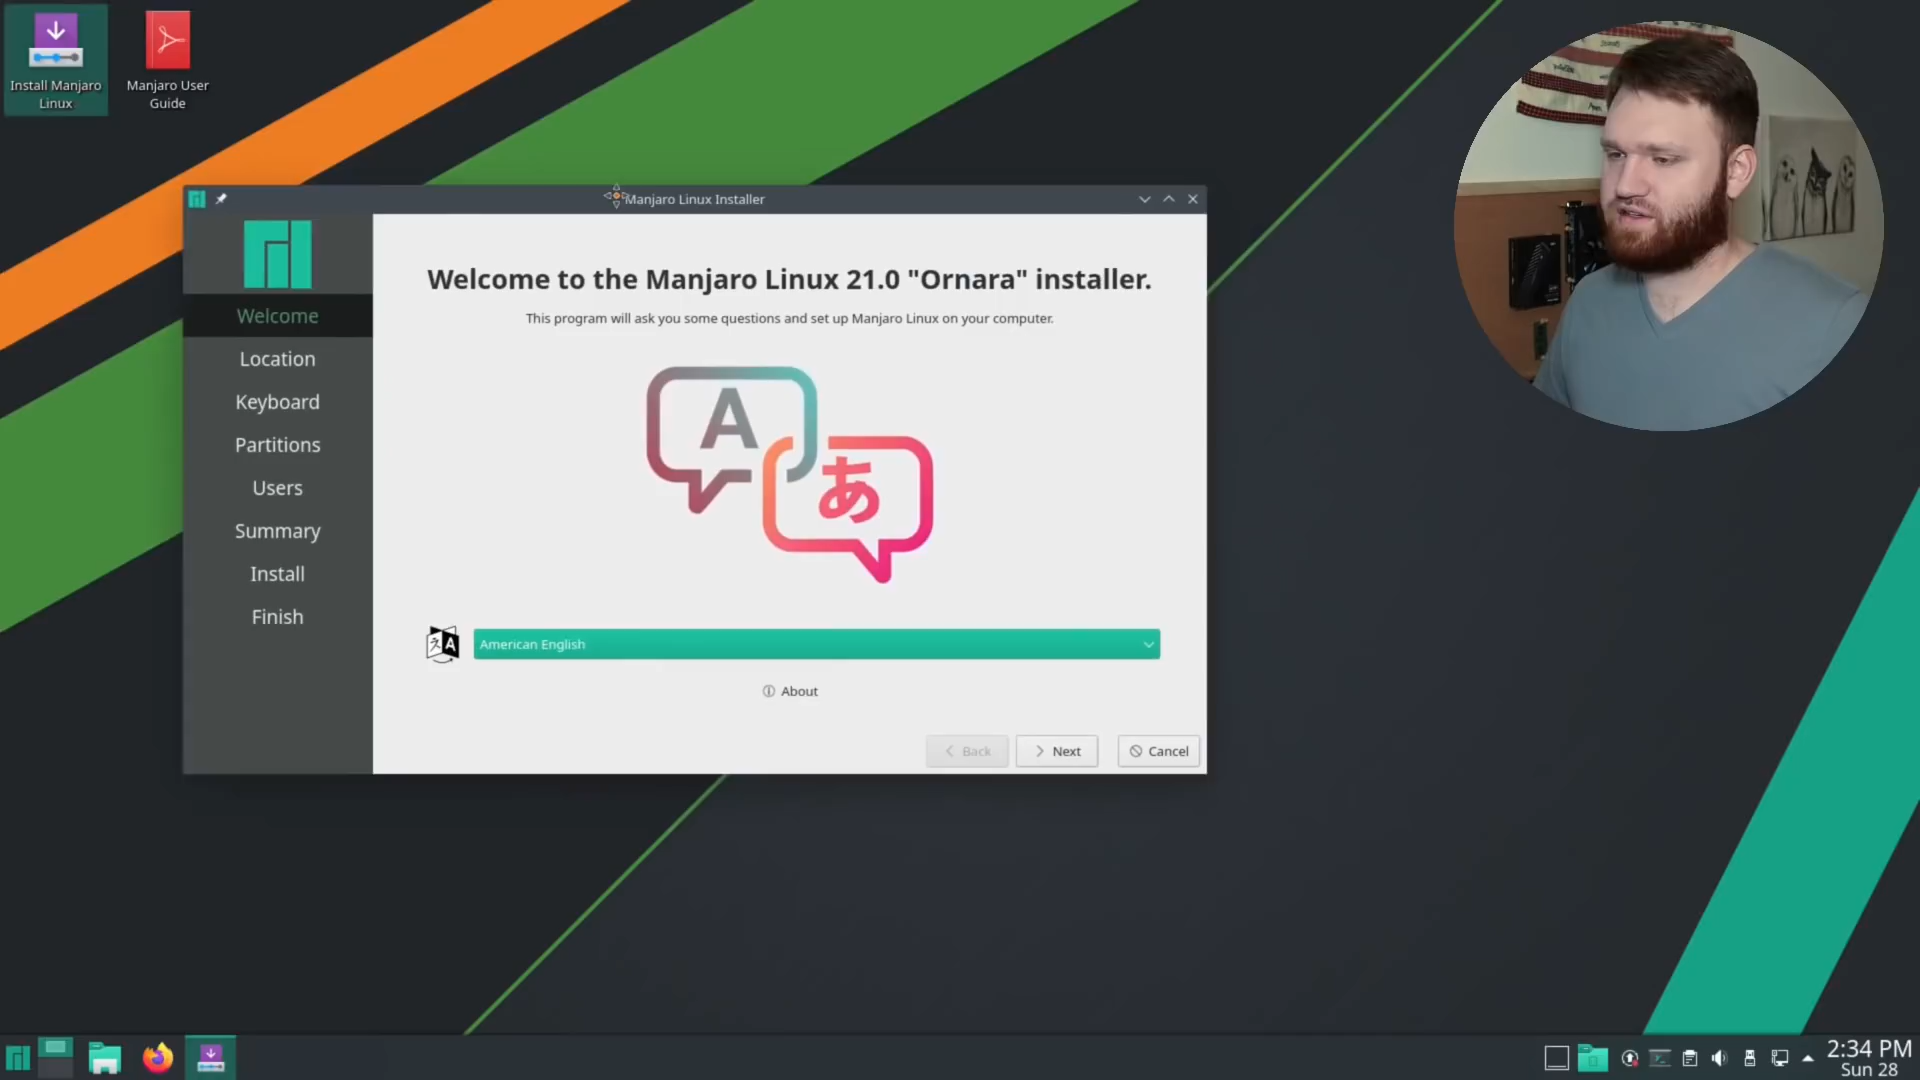 Install Manjaro
Linux
Manjaro User
Guide
Manjaro Linux Installer
Welcome
Location
Keyboard
Partitions
Users
Summary
Install
Finish
Welcome to the Manjaro Linux 21.0 "Ornara" installer.
This program will ask you some questions and set up Manjaro Linux on your computer.
A
あ
American English
About
Back
Next
Cancel
2:34 PM
Sun 28